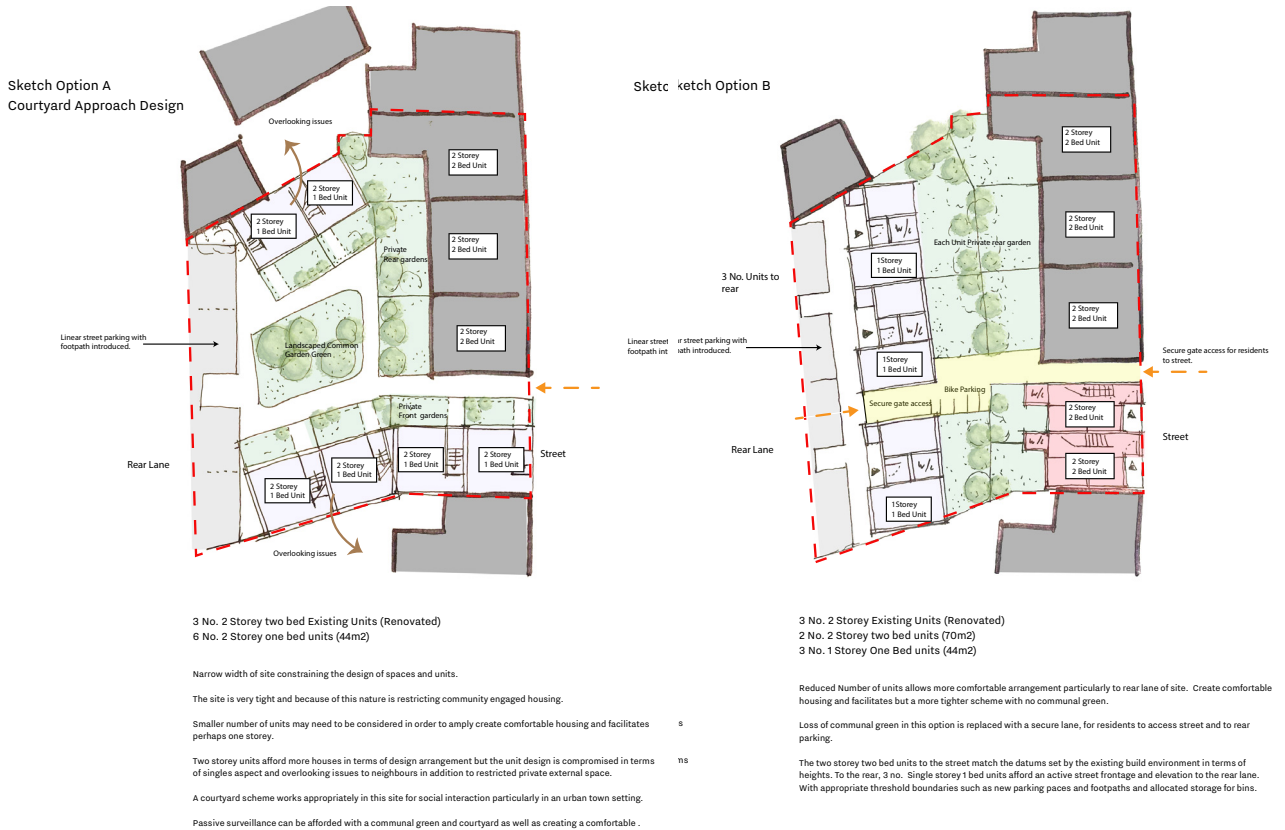 Sketch Option A
Courtyard Approach Design
Overlooking issues
2 Storey
2 Bed Unit
2 Storey
1 Bed Unit
2 Storey
1 Bed Unit
2 Storey
2 Bed Unit
Private
Rear gardens
2 Storey
2 Bed Unit
Linear street parking with
footpath introduced.
Landscaped Common
Garden Green
Private
Front gardens
2 Storey
1 Bed Unit
2 Storey
1 Bed Unit
2 Storey
1 Bed Unit
2 Storey
1 Bed Unit
Rear Lane
Street
Overlooking issues
3 No. 2 Storey two bed Existing Units (Renovated)
6 No. 2 Storey one bed units (44m2)
Narrow width of site constraining the design of spaces and units.
The site is very tight and because of this nature is restricting community engaged housing.
Smaller number of units may need to be considered in order to amply create comfortable housing and facilitates
perhaps one storey.
Two storey units afford more houses in terms of design arrangement but the unit design is compromised in terms
of singles aspect and overlooking issues to neighbours in addition to restricted private external space.
A courtyard scheme works appropriately in this site for social interaction particularly in an urban town setting.
Passive surveillance can be afforded with a communal green and courtyard as well as creating a comfortable .
s
ms
Sketc
ketch Option B
2 Storey
2 Bed Unit
2 Storey
2 Bed Unit
Each Unit Private rear garden
w/c
1Storey
1 Bed Unit
3 No. Units to
rear
2 Storey
2 Bed Unit
Linear street
footpath in
ar street parking with
ath introduced.
w/c
1Storey
1 Bed Unit
Secure gate access for residents
to street.
Bike Parking
Secure gate access
w/c
2 Storey
2 Bed Unit
Rear Lane
Street
w/c
2 Storey
2 Bed Unit
w/c
1Storey
1 Bed Unit
3 No. 2 Storey Existing Units (Renovated)
2 No. 2 Storey two bed units (70m2)
3 No. 1 Storey One Bed units (44m2)
Reduced Number of units allows more comfortable arrangement particularly to rear lane of site. Create comfortable
housing and facilitates but a more tighter scheme with no communal green.
Loss of communal green in this option is replaced with a secure lane, for residents to access street and to rear
parking.
The two storey two bed units to the street match the datums set by the existing build environment in terms of
heights. To the rear, 3 no. Single storey 1 bed units afford an active street frontage and elevation to the rear lane.
With appropriate threshold boundaries such as new parking paces and footpaths and allocated storage for bins.